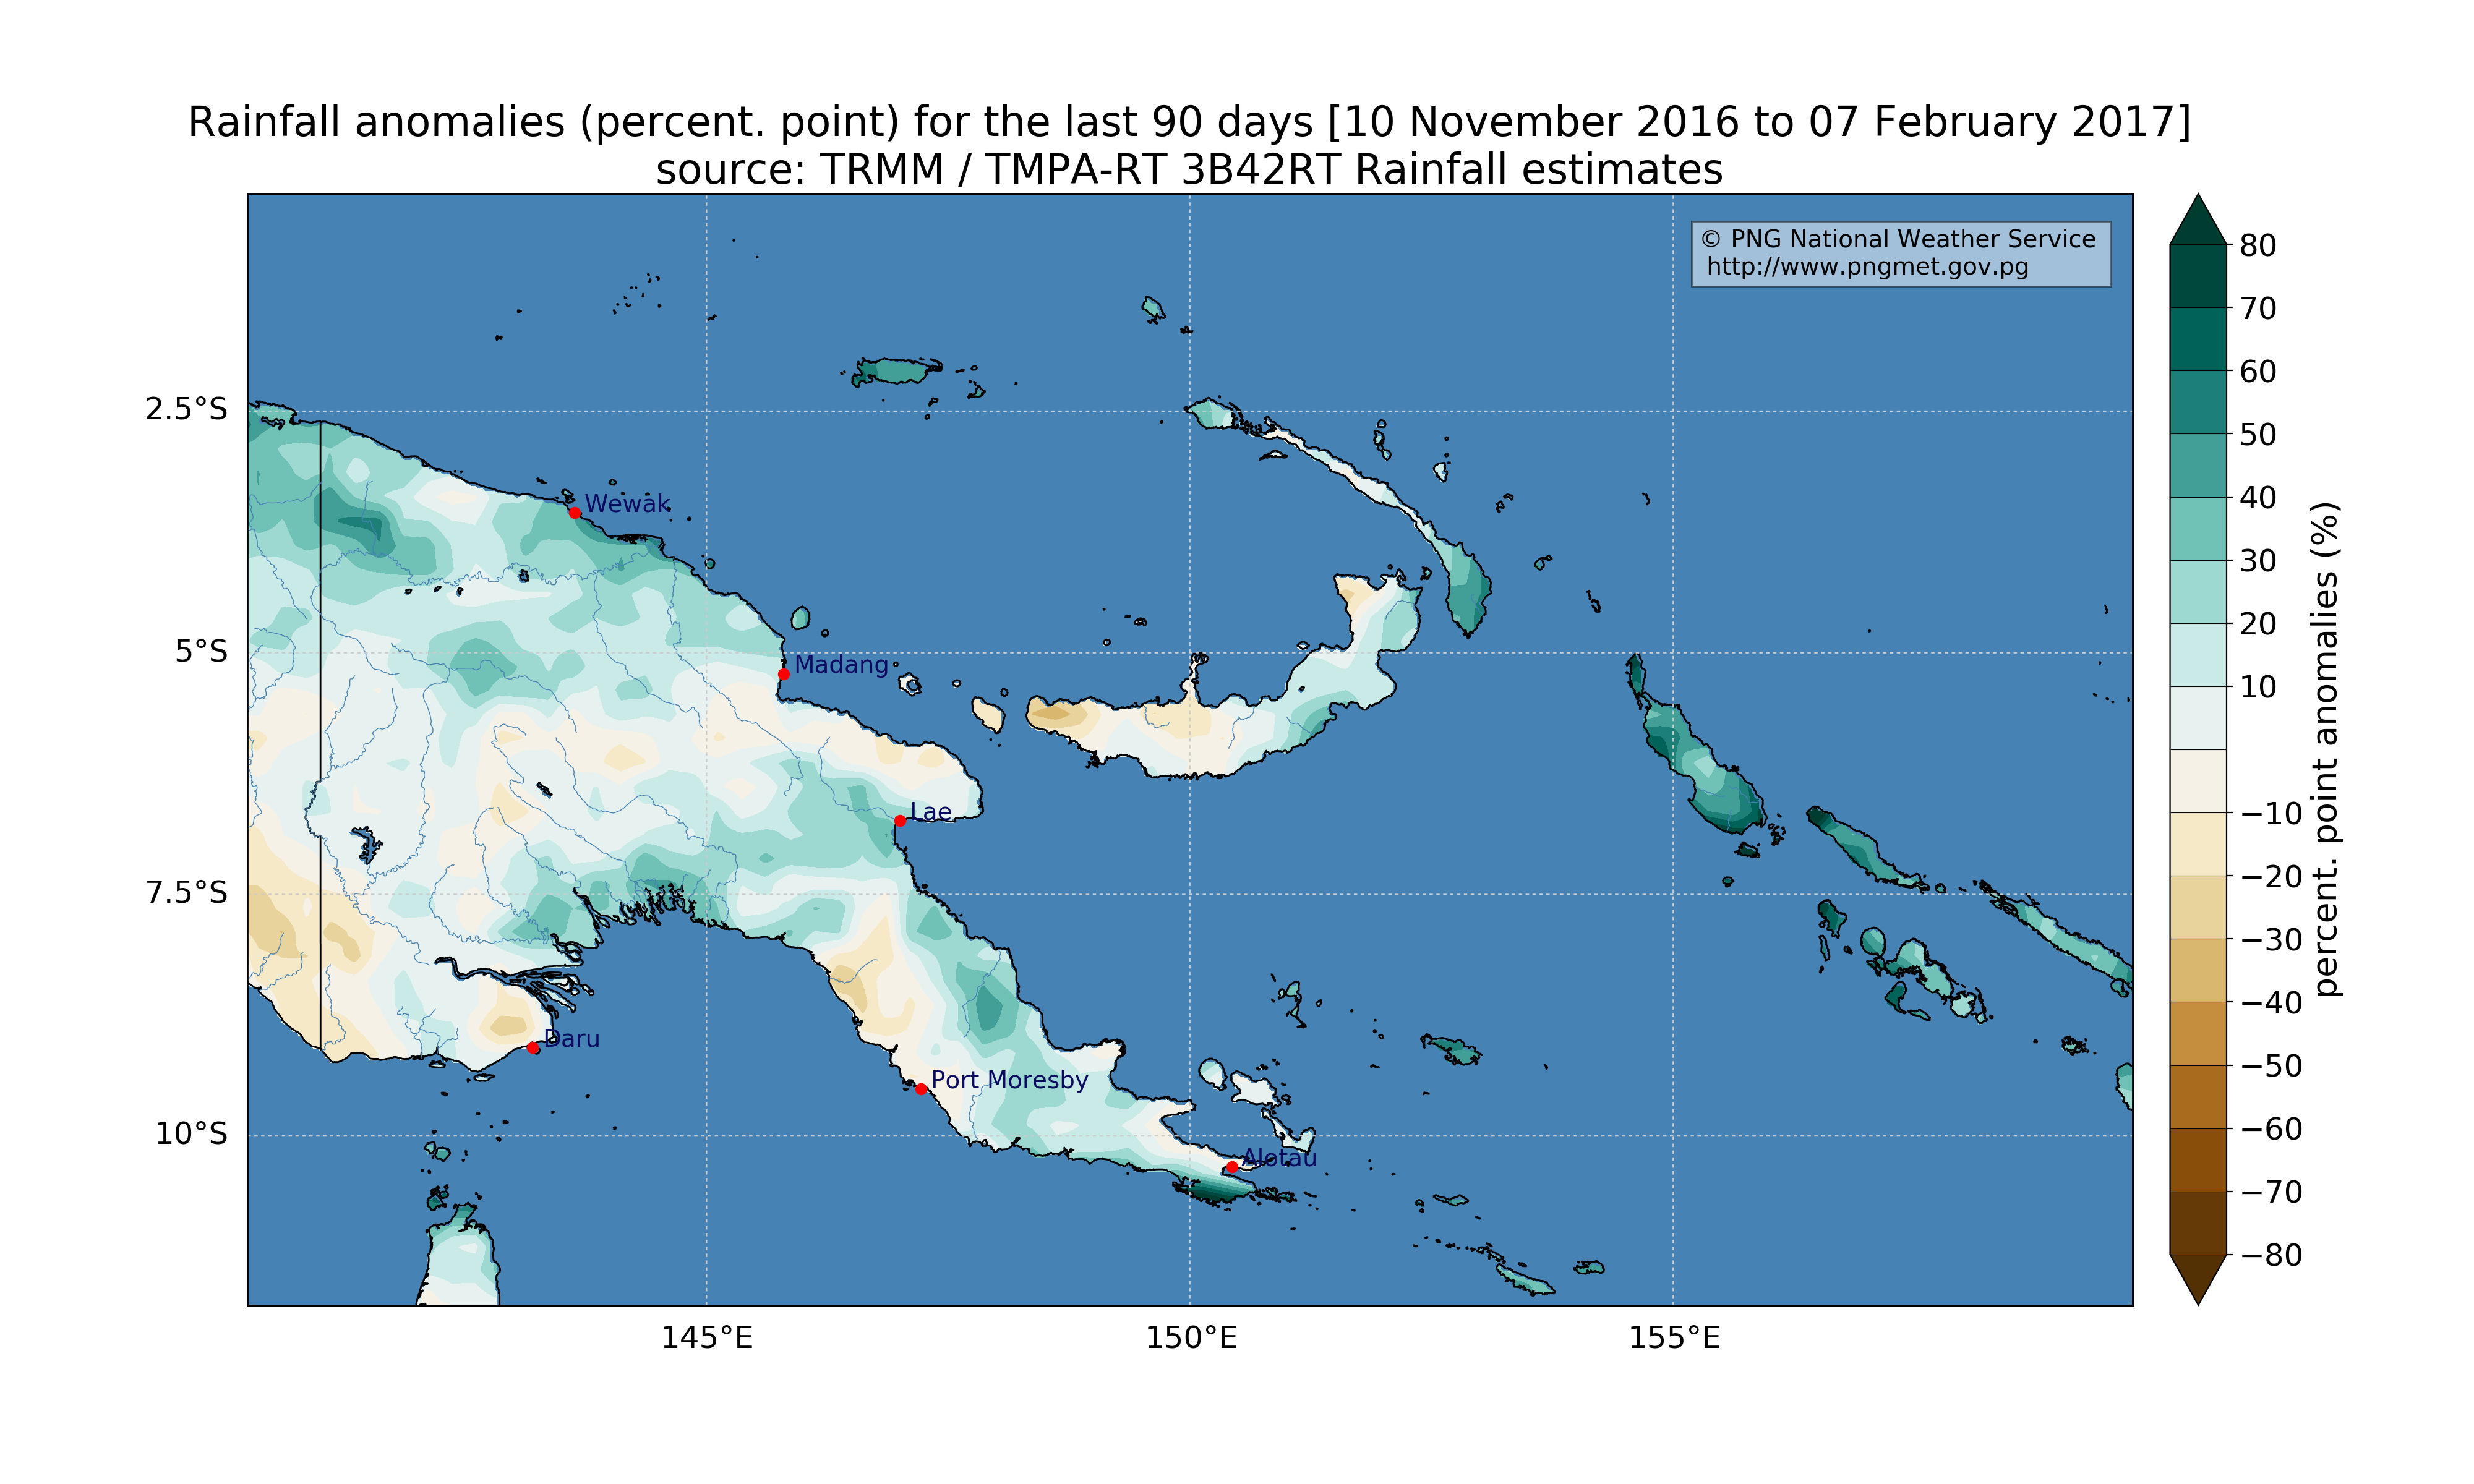 Rainfall anomalies (percent. point) for the last 90 days [10 November 2016 to 07 February 2017]
source: TRMM / TMPA-RT 3B42RT Rainfall estimates
© PNG National Weather Service
http://www.pngmet.gov.pg
2.5°S
5°S
7.5°S
10°S
145°E
150°E
155°E
Wewak
Madang
Lae
Daru
Port Moresby
Alotau
80
70
60
50
40
30
20
10
−10
−20
−30
−40
−50
−60
−70
−80
percent. point anomalies (%)